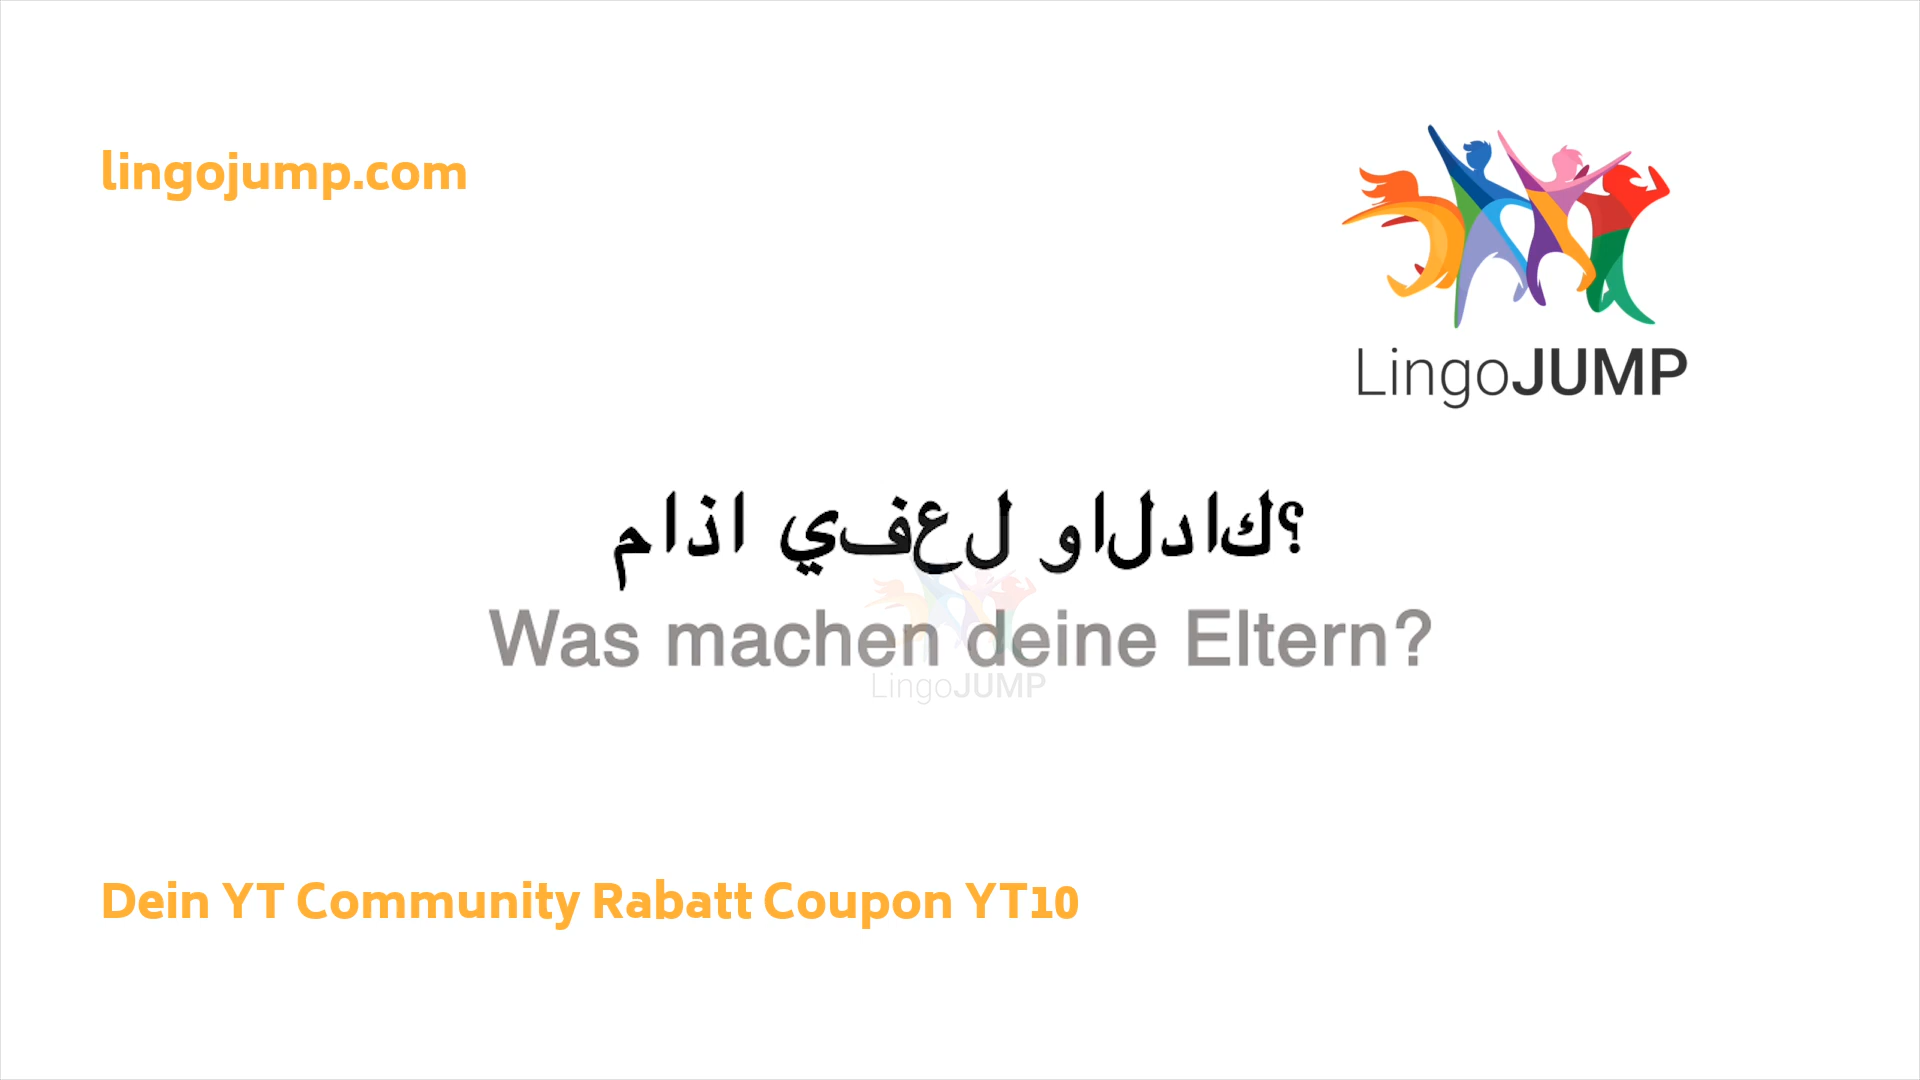 lingojump.com
LingoJUMP
ماذا يفعل والداك؟
Was machen deine Eltern?
LingoJUMP
Dein YT Community Rabatt Coupon YT10